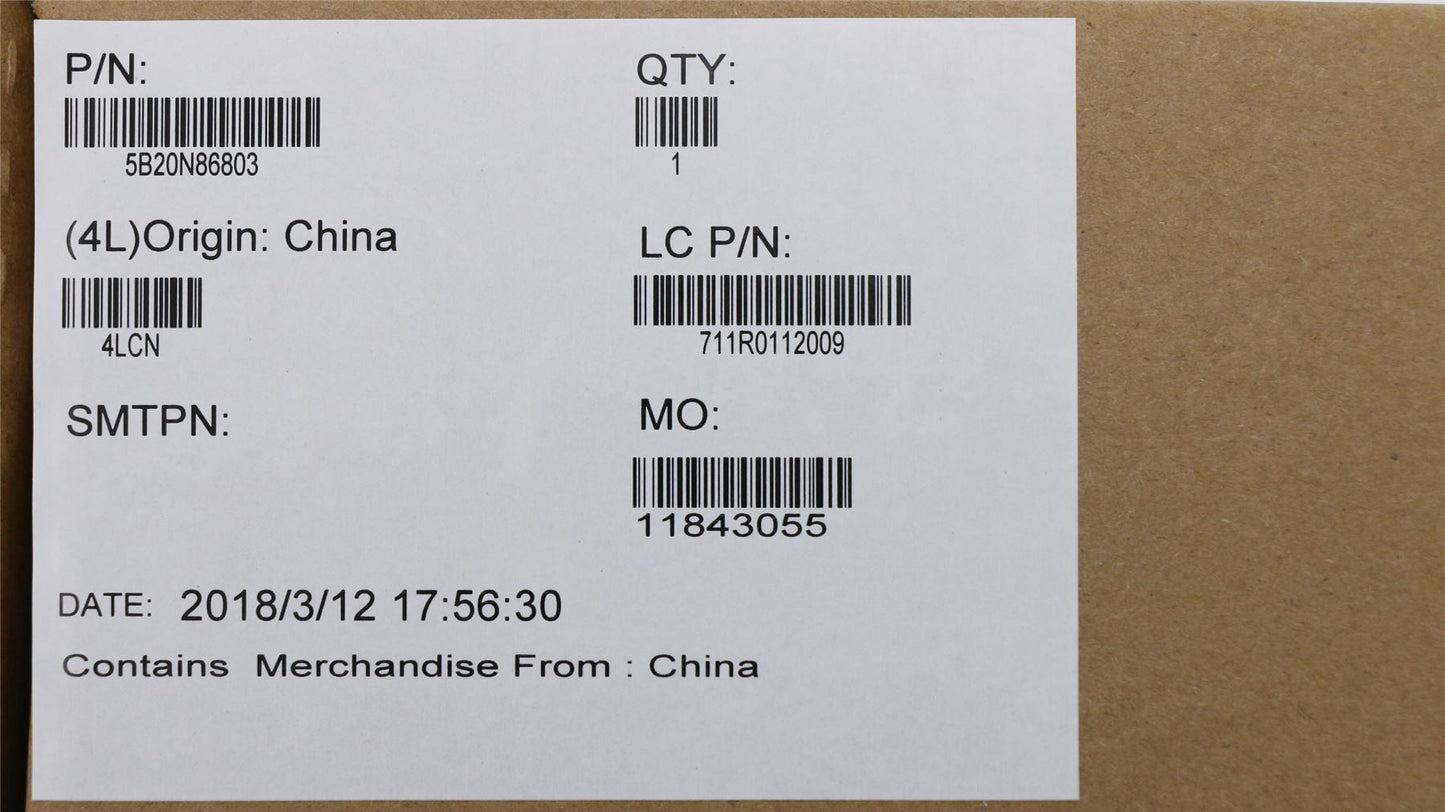 P/N:
5B20N86803
QTY:
1
(4L)Origin: China
4LCN
LC P/N:
711R0112009
SMTPN:
MO:
11843055
DATE: 2018/3/12 17:56:30
Contains Merchandise From : China